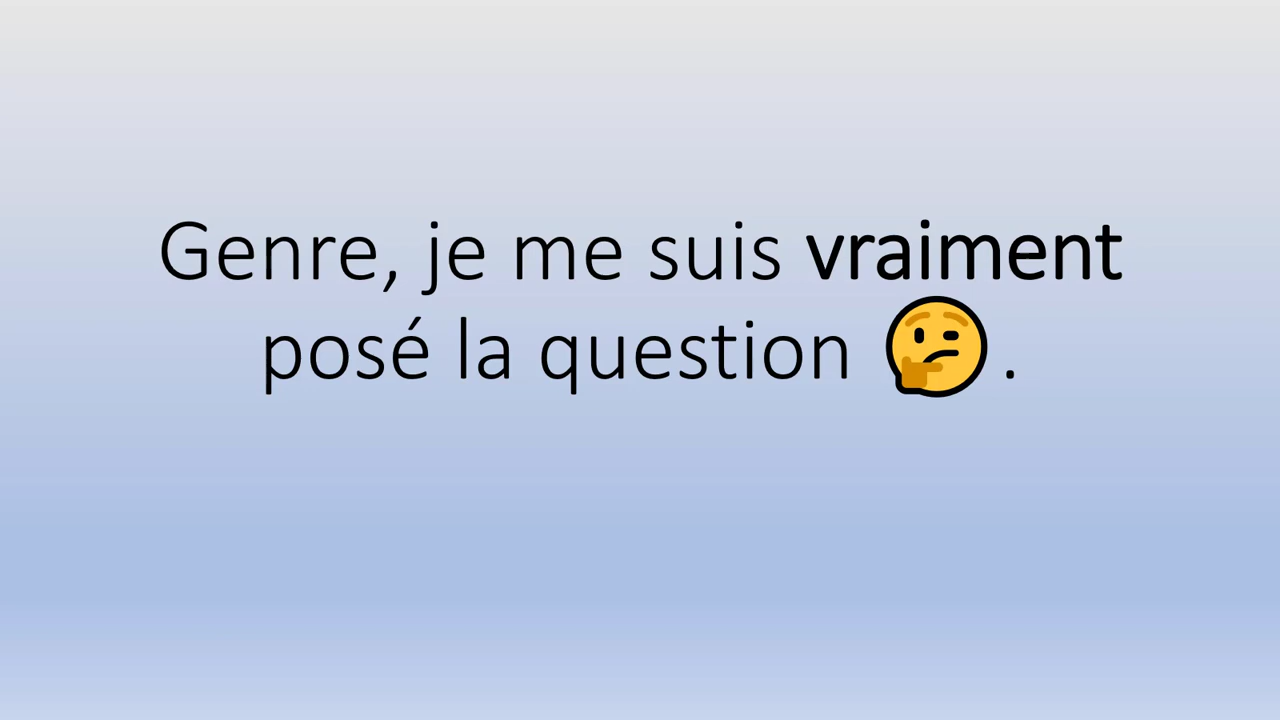 Genre, je me suis vraiment
posé la question 🤔.